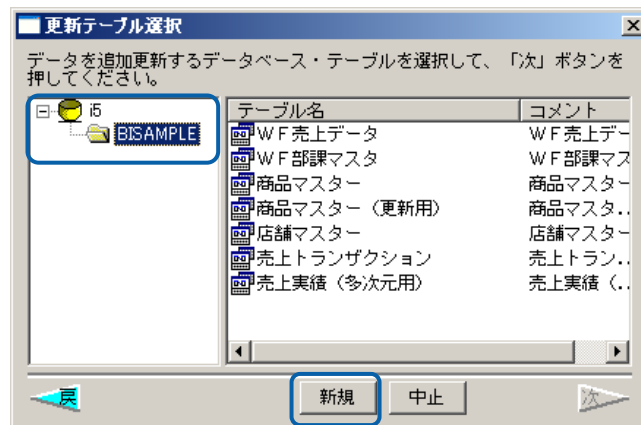 更新テーブル選択
データを追加更新するデータベース・テーブルを選択して、「次」ボタンを
押してください。
i5
BISAMPLE
テーブル名 コメント
WF売上データ WF売上デー
WF部課マスタ WF部課マス
商品マスター 商品マスター
商品マスター（更新用） 商品マスタ..
店舗マスター 店舗マスター
売上トランザクション 売上トラン..
売上実績（多次元用） 売上実績（..
戻 新規 中止 次